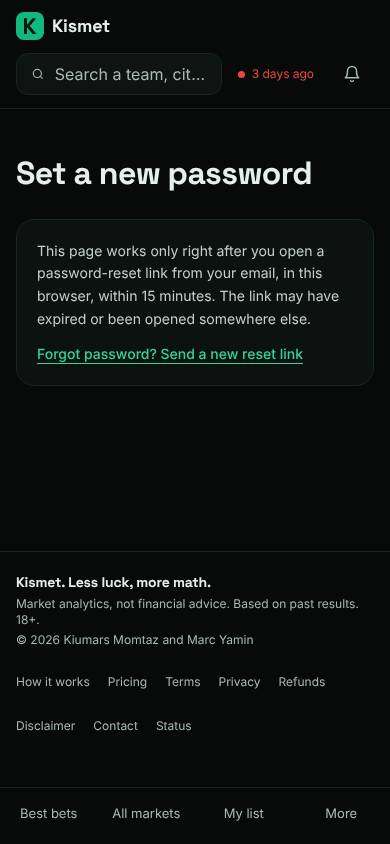 K Kismet
Search a team, cit...
3 days ago
Set a new password
This page works only right after you open a
password-reset link from your email, in this
browser, within 15 minutes. The link may have
expired or been opened somewhere else.
Forgot password? Send a new reset link
Kismet. Less luck, more math.
Market analytics, not financial advice. Based on past results.
18+.
© 2026 Kiumars Momtaz and Marc Yamin
How it works Pricing Terms Privacy Refunds
Disclaimer Contact Status
Best bets All markets My list More